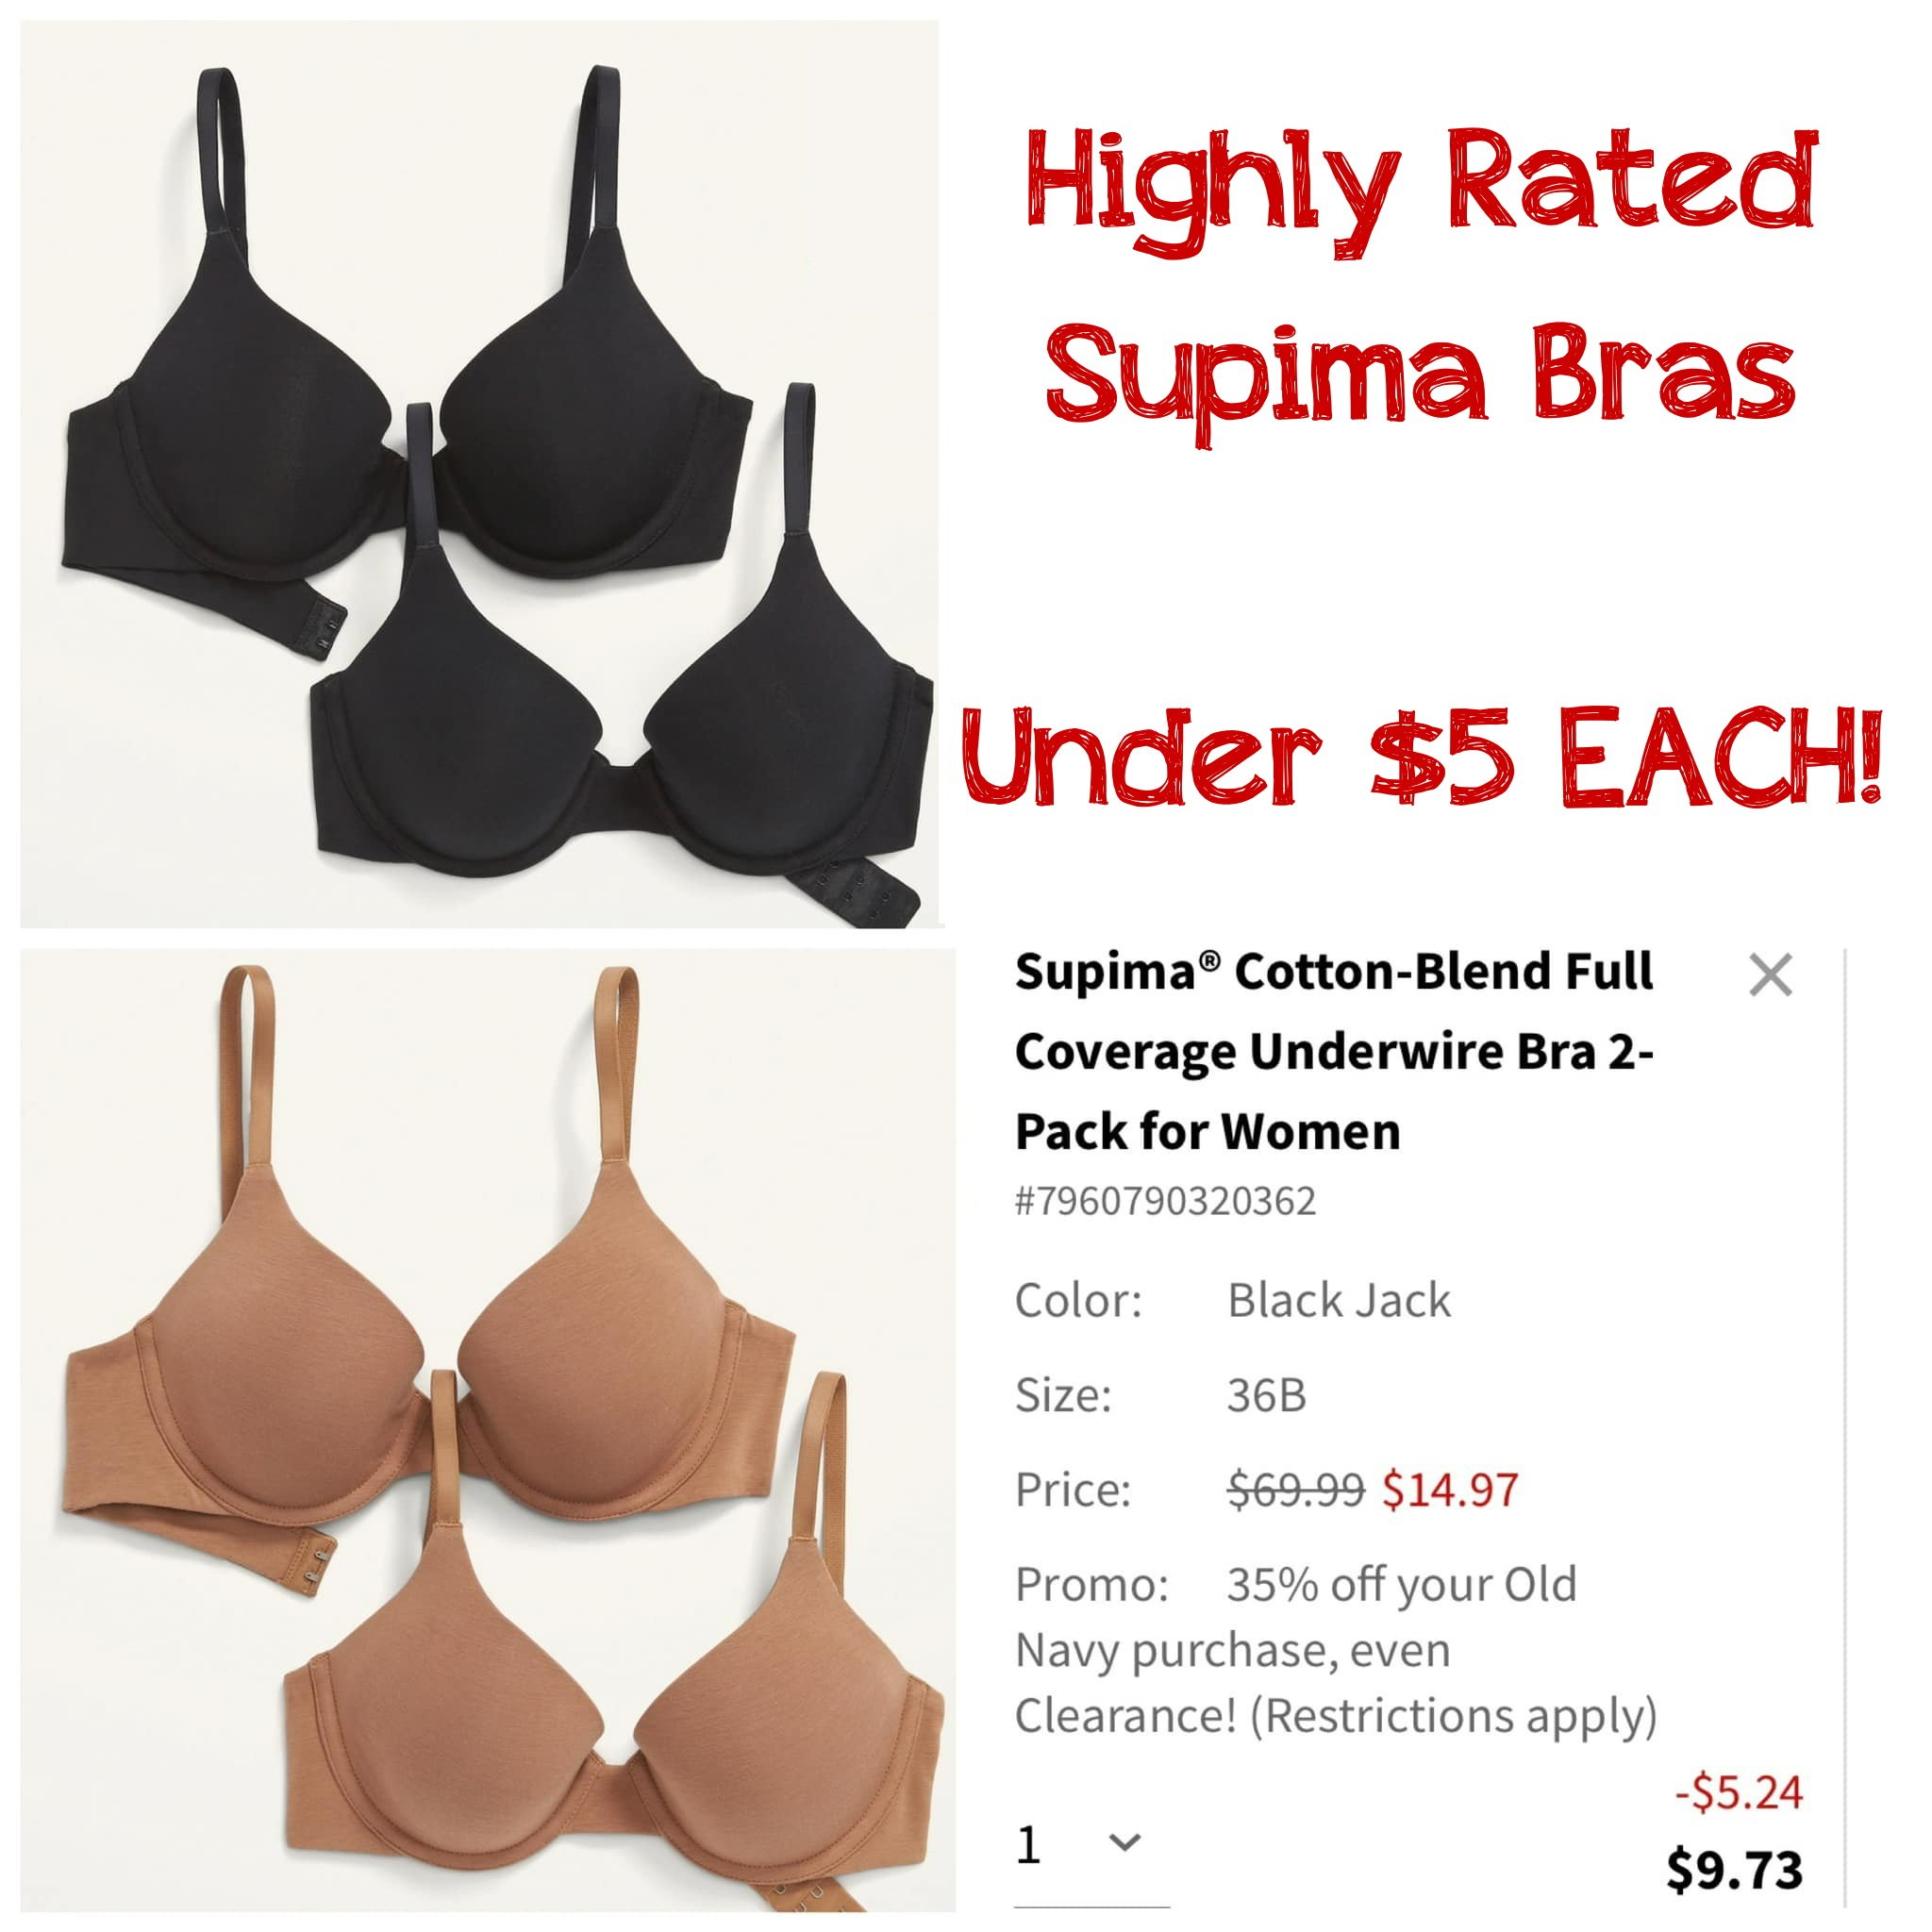 Highly Rated
Supima Bras
Under $5 EACH!
Supima® Cotton-Blend Full
Coverage Underwire Bra 2-
Pack for Women
#7960790320362
Color: Black Jack
Size: 36B
Price: $69.99 $14.97
Promo: 35% off your Old
Navy purchase, even
Clearance! (Restrictions apply)
-$5.24
1
$9.73